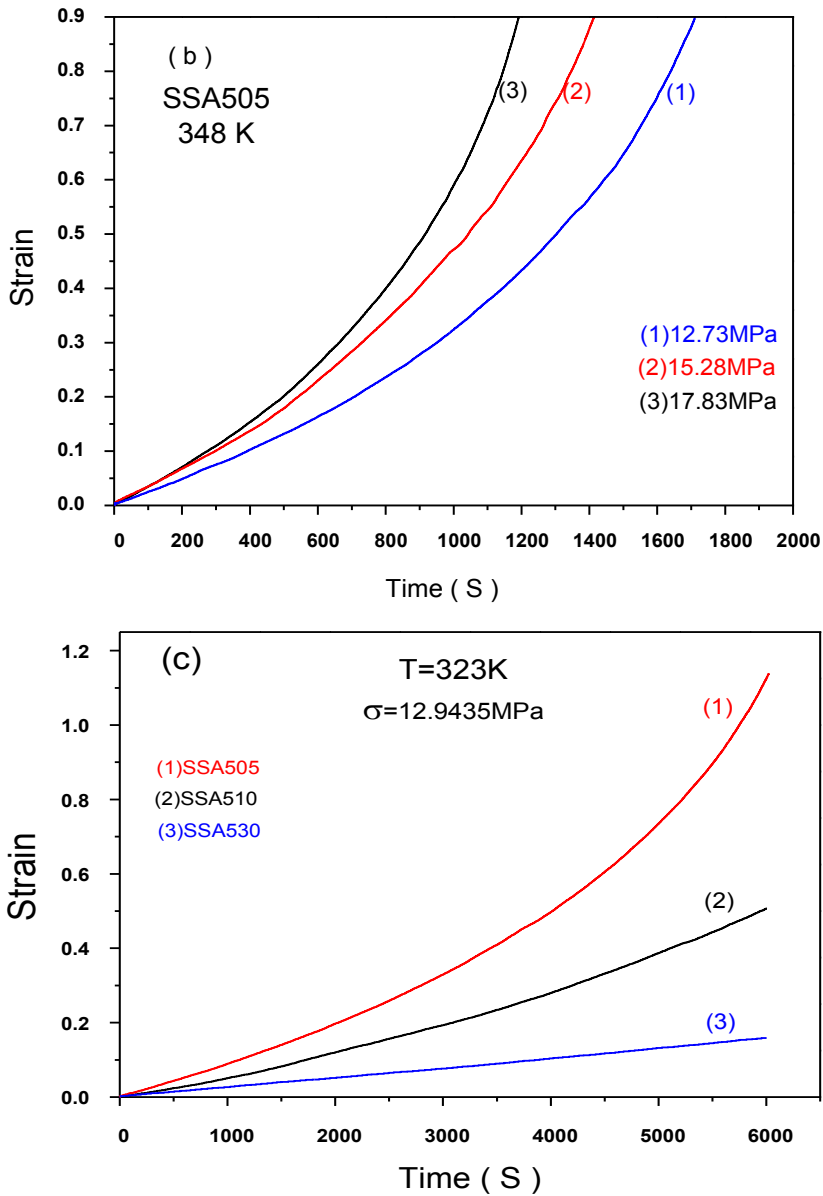 0.9
( b )
SSA505
348 K
0.8
(3)
(2)
(1)
0.7
0.6
0.5
0.4
0.3
0.2
0.1
0.0
Strain
(1)12.73MPa
(2)15.28MPa
(3)17.83MPa
0 200 400 600 800 1000 1200 1400 1600 1800 2000
Time ( S )
(c)
T=323K
σ=12.9435MPa
1.2
1.0
0.8
0.6
0.4
0.2
0.0
Strain
(1)SSA505
(2)SSA510
(3)SSA530
(1)
(2)
(3)
0 1000 2000 3000 4000 5000 6000
Time ( S )